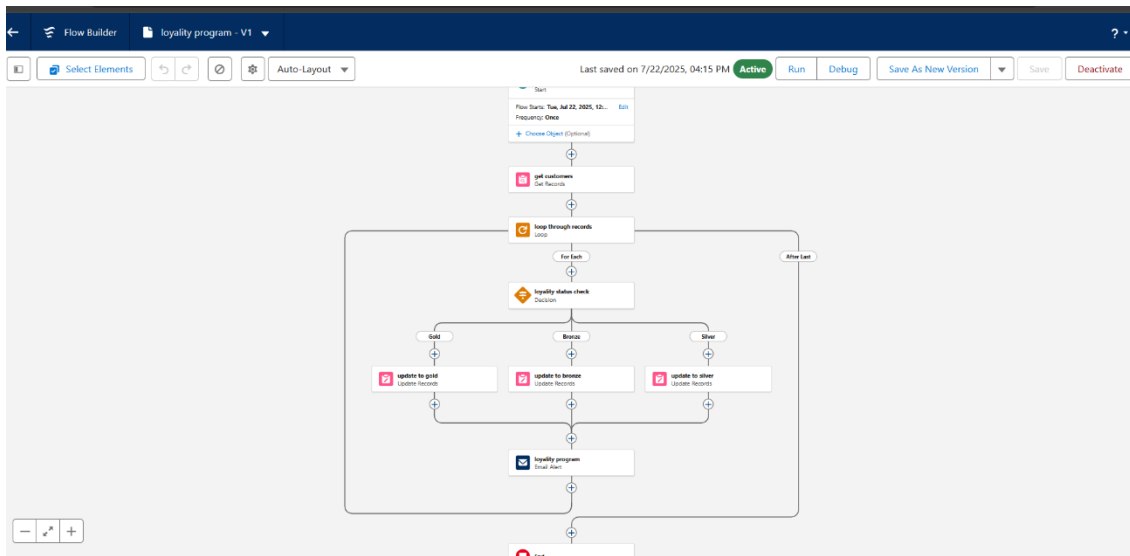 Flow Builder
loyality program - V1
?
Select Elements
Auto-Layout
Last saved on 7/22/2025, 04:15 PM
Active
Run
Debug
Save As New Version
Save
Deactivate
Start
Flow Starts: Tue, Jul 22, 2025, 12:...
Edit
Frequency: Once
+ Choose Object (Optional)
get customers
Get Records
loop through records
Loop
For Each
After Last
loyality status check
Decision
Gold
Bronze
Silver
update to gold
Update Records
update to bronze
Update Records
update to silver
Update Records
loyality program
Email Alert